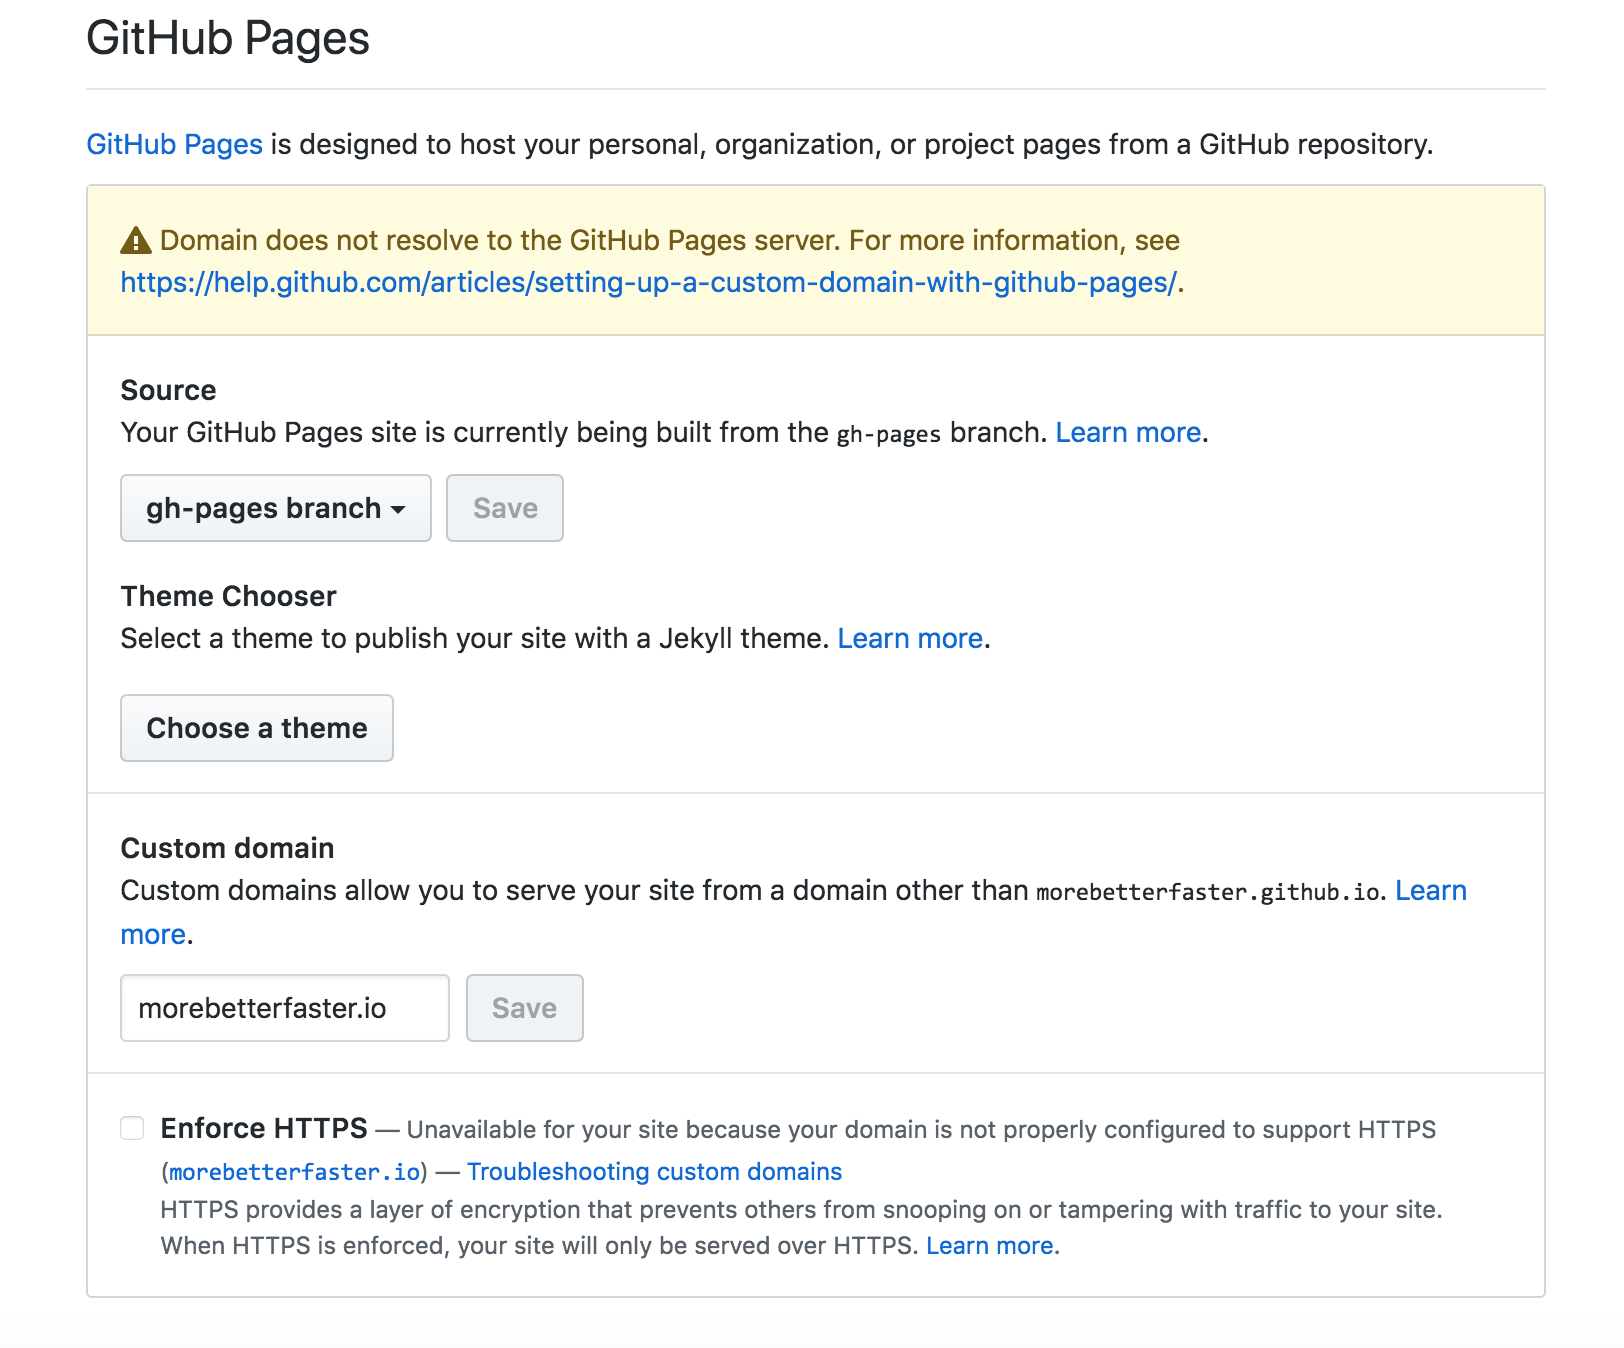 GitHub Pages
GitHub Pages is designed to host your personal, organization, or project pages from a GitHub repository.
Domain does not resolve to the GitHub Pages server. For more information, see
https://help.github.com/articles/setting-up-a-custom-domain-with-github-pages/.
Source
Your GitHub Pages site is currently being built from the gh-pages branch. Learn more.
gh-pages branch Save
Theme Chooser
Select a theme to publish your site with a Jekyll theme. Learn more.
Choose a theme
Custom domain
Custom domains allow you to serve your site from a domain other than morebetterfaster.github.io. Learn
more.
morebetterfaster.io Save
Enforce HTTPS — Unavailable for your site because your domain is not properly configured to support HTTPS
(morebetterfaster.io) — Troubleshooting custom domains
HTTPS provides a layer of encryption that prevents others from snooping on or tampering with traffic to your site.
When HTTPS is enforced, your site will only be served over HTTPS. Learn more.